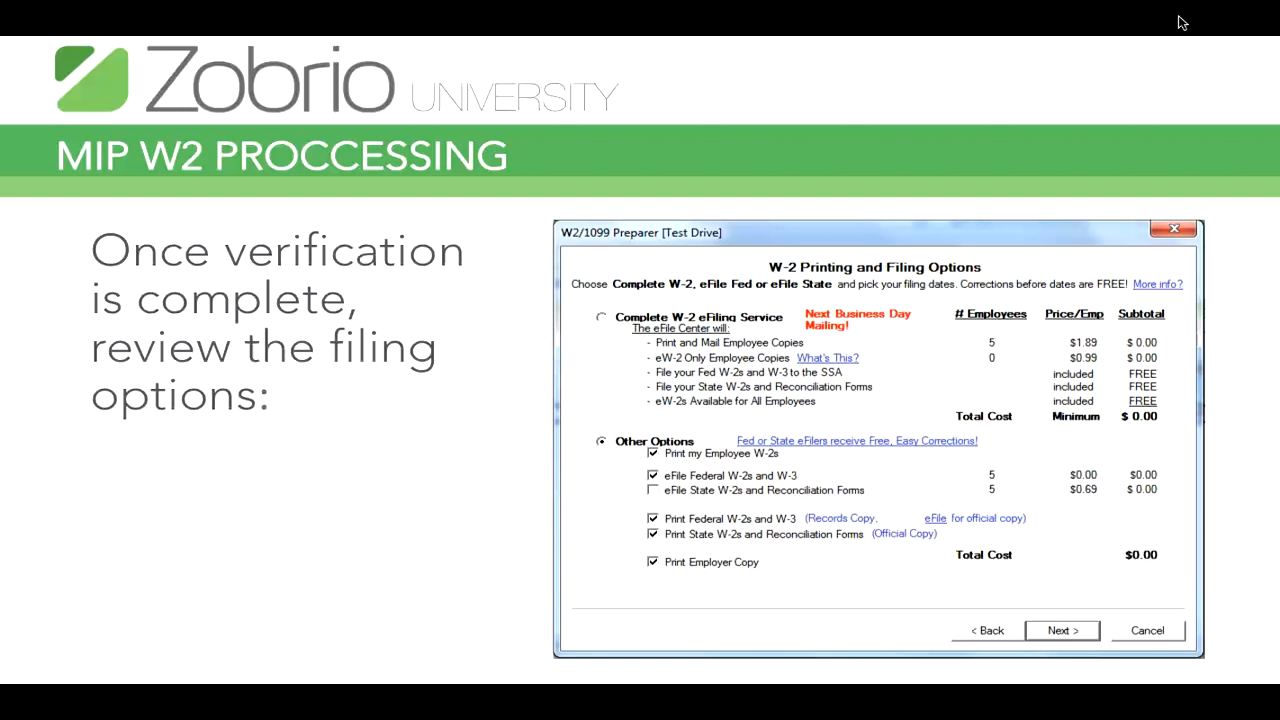 Zobrio UNIVERSITY
MIP W2 PROCCESSING
Once verification
is complete,
review the filing
options:
W2/1099 Preparer [Test Drive]
W-2 Printing and Filing Options
Choose Complete W-2, eFile Fed or eFile State and pick your filing dates. Corrections before dates are FREE! More info?
Complete W-2 eFiling Service Next Business Day Mailing! # Employees Price/Emp Subtotal
The eFile Center will:
- Print and Mail Employee Copies 5 $1.89 $ 0.00
- eW-2 Only Employee Copies What's This? 0 $0.99 $ 0.00
- File your Fed W-2s and W-3 to the SSA included FREE
- File your State W-2s and Reconciliation Forms included FREE
- eW-2s Available for All Employees included FREE
Total Cost Minimum $ 0.00
Other Options Fed or State eFilers receive Free, Easy Corrections!
Print my Employee W-2s
eFile Federal W-2s and W-3 5 $0.00 $0.00
eFile State W-2s and Reconciliation Forms 5 $0.69 $ 0.00
Print Federal W-2s and W-3 (Records Copy, eFile for official copy)
Print State W-2s and Reconciliation Forms (Official Copy)
Total Cost $0.00
Print Employer Copy
< Back Next > Cancel